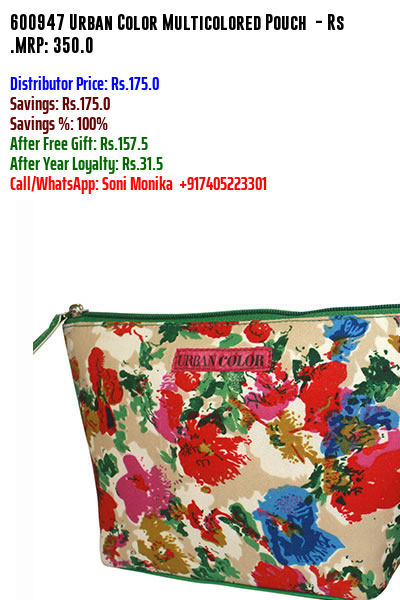 600947 Urban Color Multicolored Pouch - Rs
.MRP: 350.0
Distributor Price: Rs.175.0
Savings: Rs.175.0
Savings %: 100%
After Free Gift: Rs.157.5
After Year Loyalty: Rs.31.5
Call/WhatsApp: Soni Monika +917405223301
URBAN COLOR